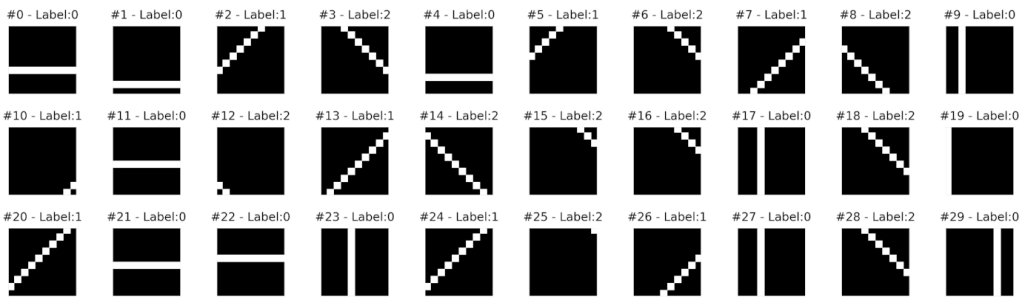 #0 - Label:0 #1 - Label:0 #2 - Label:1 #3 - Label:2 #4 - Label:0 #5 - Label:1 #6 - Label:2 #7 - Label:1 #8 - Label:2 #9 - Label:0
#10 - Label:1 #11 - Label:0 #12 - Label:2 #13 - Label:1 #14 - Label:2 #15 - Label:2 #16 - Label:2 #17 - Label:0 #18 - Label:2 #19 - Label:0
#20 - Label:1 #21 - Label:0 #22 - Label:0 #23 - Label:0 #24 - Label:1 #25 - Label:2 #26 - Label:1 #27 - Label:0 #28 - Label:2 #29 - Label:0